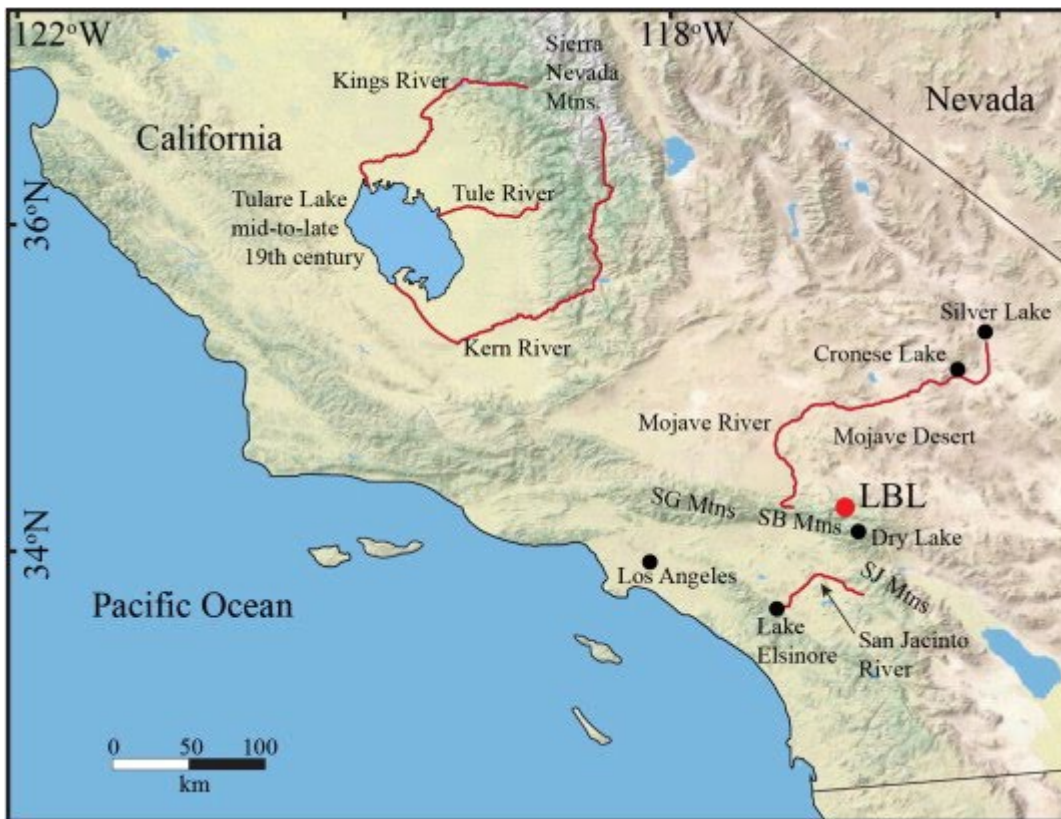 122°W
118°W
Sierra
Nevada
Mtns.
Kings River
Nevada
California
Tulare Lake
mid-to-late
19th century
Tule River
36°N
Kern River
Silver Lake
Cronese Lake
Mojave River
Mojave Desert
LBL
SG Mtns
SB Mtns
Dry Lake
34°N
Los Angeles
SJ Mtns
Pacific Ocean
Lake
Elsinore
San Jacinto
River
0 50 100
km